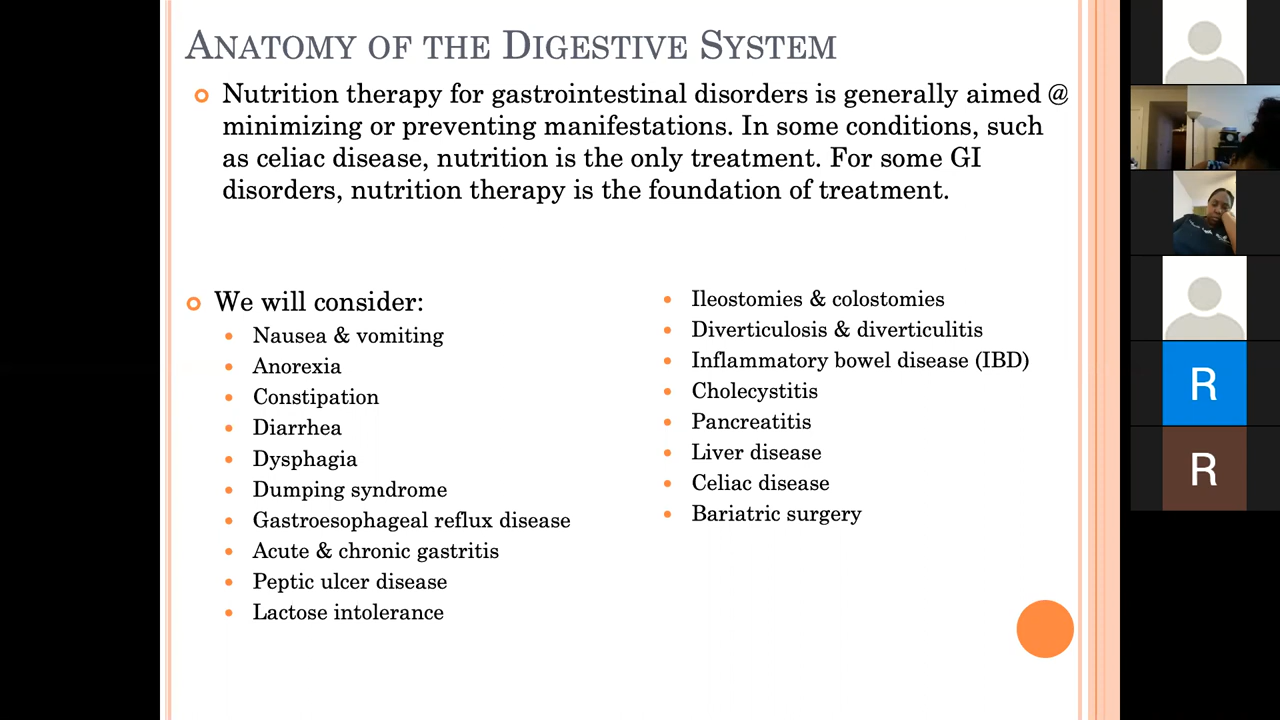 ANATOMY OF THE DIGESTIVE SYSTEM
Nutrition therapy for gastrointestinal disorders is generally aimed @
minimizing or preventing manifestations. In some conditions, such
as celiac disease, nutrition is the only treatment. For some GI
disorders, nutrition therapy is the foundation of treatment.
We will consider:
Nausea & vomiting
Anorexia
Constipation
Diarrhea
Dysphagia
Dumping syndrome
Gastroesophageal reflux disease
Acute & chronic gastritis
Peptic ulcer disease
Lactose intolerance
Ileostomies & colostomies
Diverticulosis & diverticulitis
Inflammatory bowel disease (IBD)
Cholecystitis
Pancreatitis
Liver disease
Celiac disease
Bariatric surgery
R
R